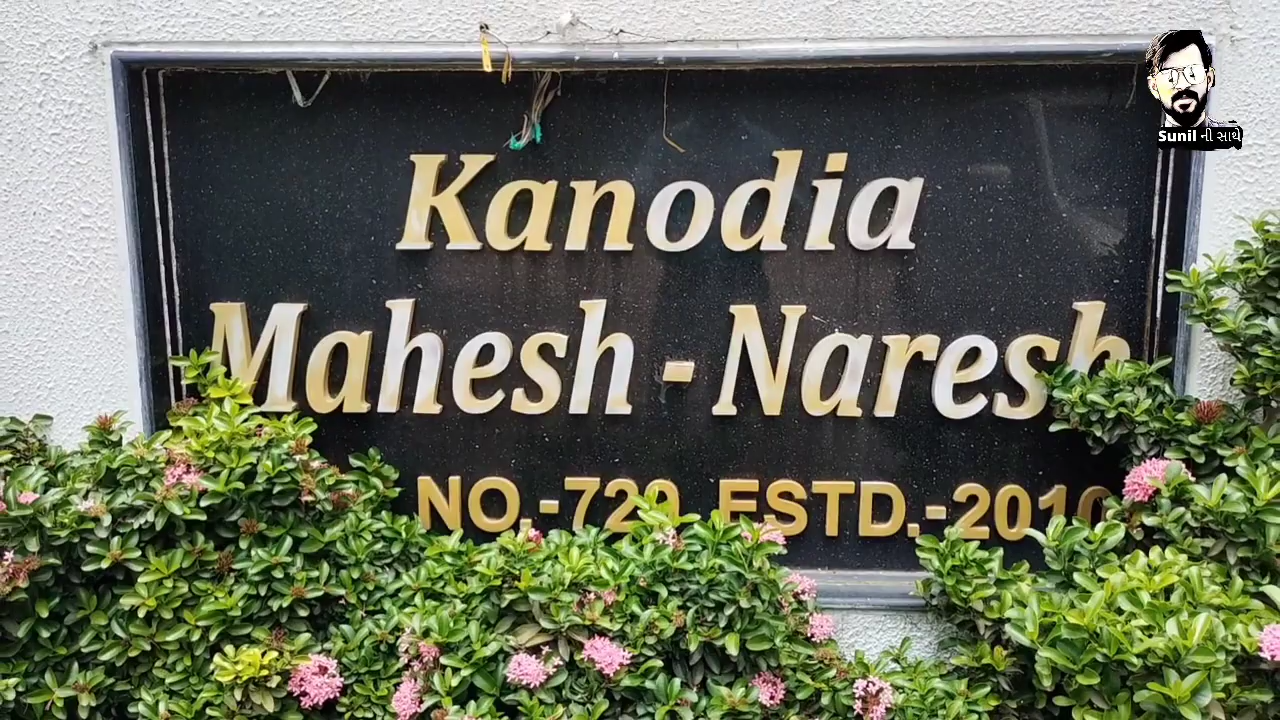 Sunil ની સાથે
Kanodia
Mahesh - Naresh
NO.-729 ESTD.-2010